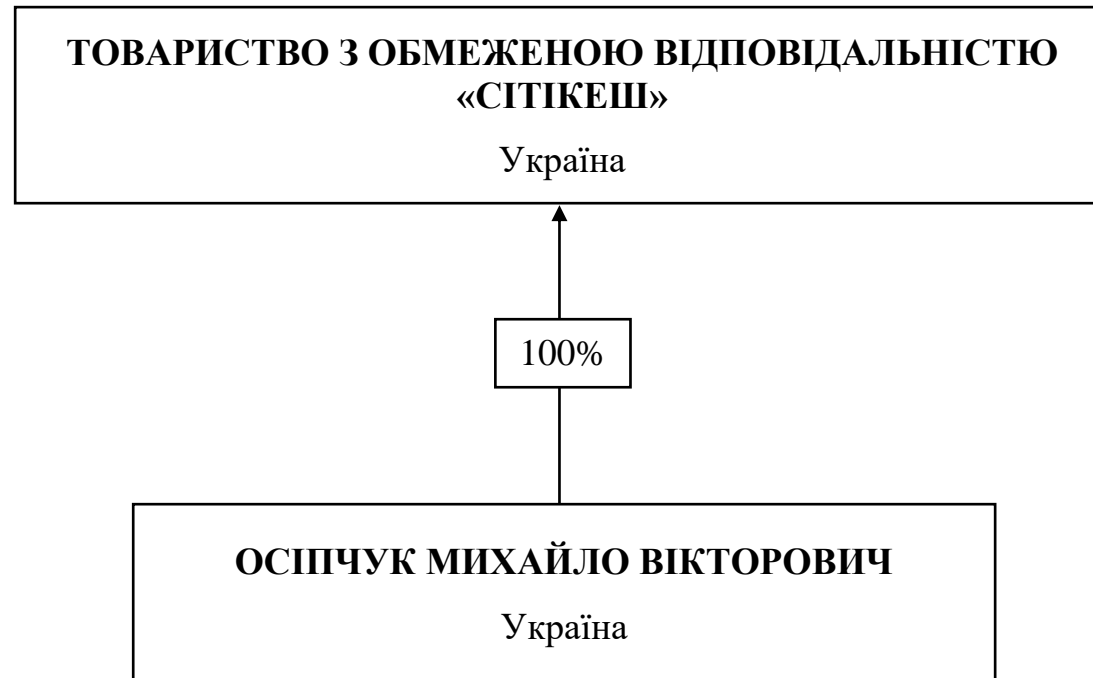 ТОВАРИСТВО З ОБМЕЖЕНОЮ ВІДПОВІДАЛЬНІСТЮ
«СІТІКЕШ»
Україна
100%
ОСІПЧУК МИХАЙЛО ВІКТОРОВИЧ
Україна